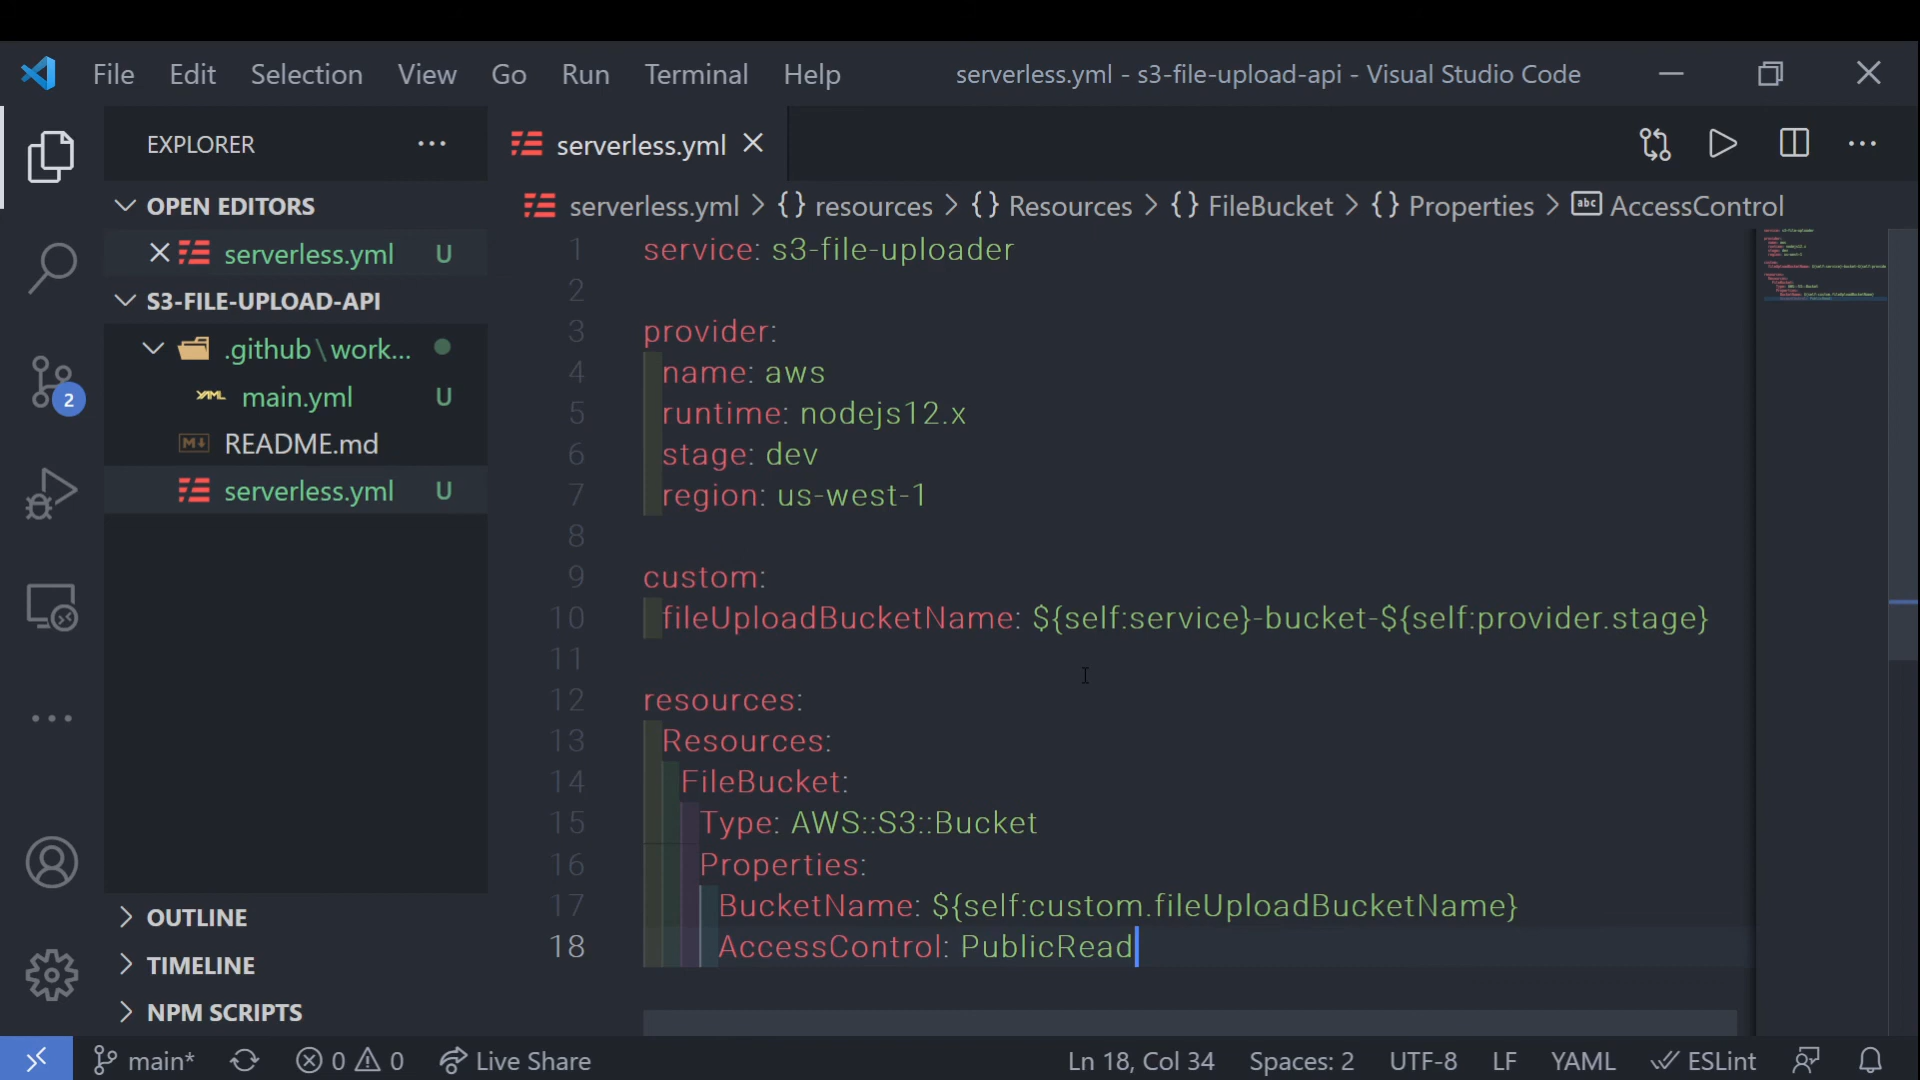 File Edit Selection View Go Run Terminal Help serverless.yml - s3-file-upload-api - Visual Studio Code
EXPLORER
serverless.yml
OPEN EDITORS
serverless.yml > {} resources > {} Resources > {} FileBucket > {} Properties > abc AccessControl
serverless.yml U
S3-FILE-UPLOAD-API
.github\work...
YAML main.yml U
M README.md
serverless.yml U
2
OUTLINE
TIMELINE
NPM SCRIPTS
1 service: s3-file-uploader
2
3 provider:
4 name: aws
5 runtime: nodejs12.x
6 stage: dev
7 region: us-west-1
8
9 custom:
10 fileUploadBucketName: ${self:service}-bucket-${self:provider.stage}
11
12 resources:
13 Resources:
14 FileBucket:
15 Type: AWS::S3::Bucket
16 Properties:
17 BucketName: ${self:custom.fileUploadBucketName}
18 AccessControl: PublicRead
main* 0 0 Live Share Ln 18, Col 34 Spaces: 2 UTF-8 LF YAML ESLint